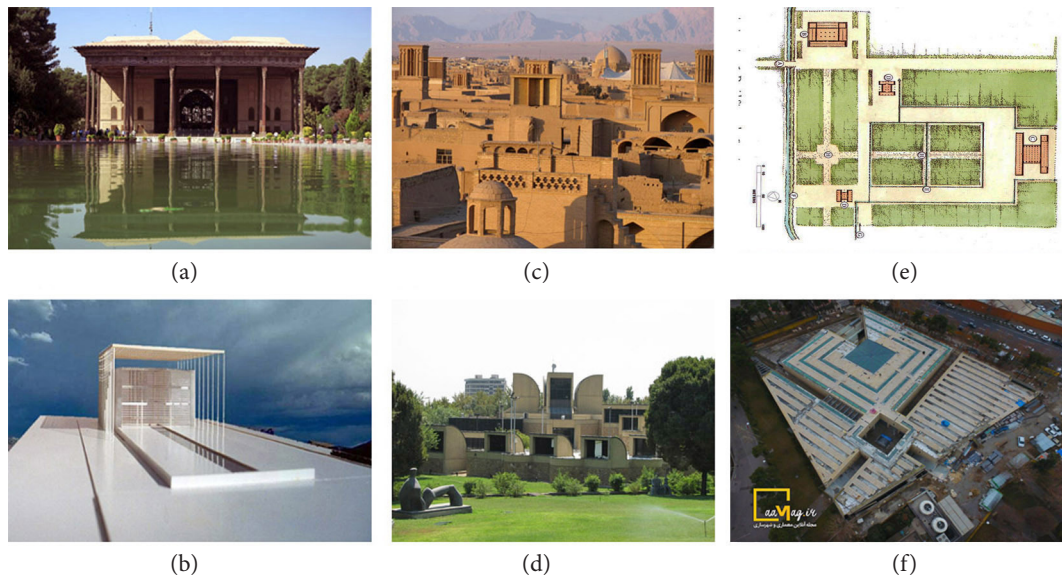 (a)
(c)
(e)
(b)
(d)
(f)
aaMag.ir
مجله آنلاین معماری و شهرسازی